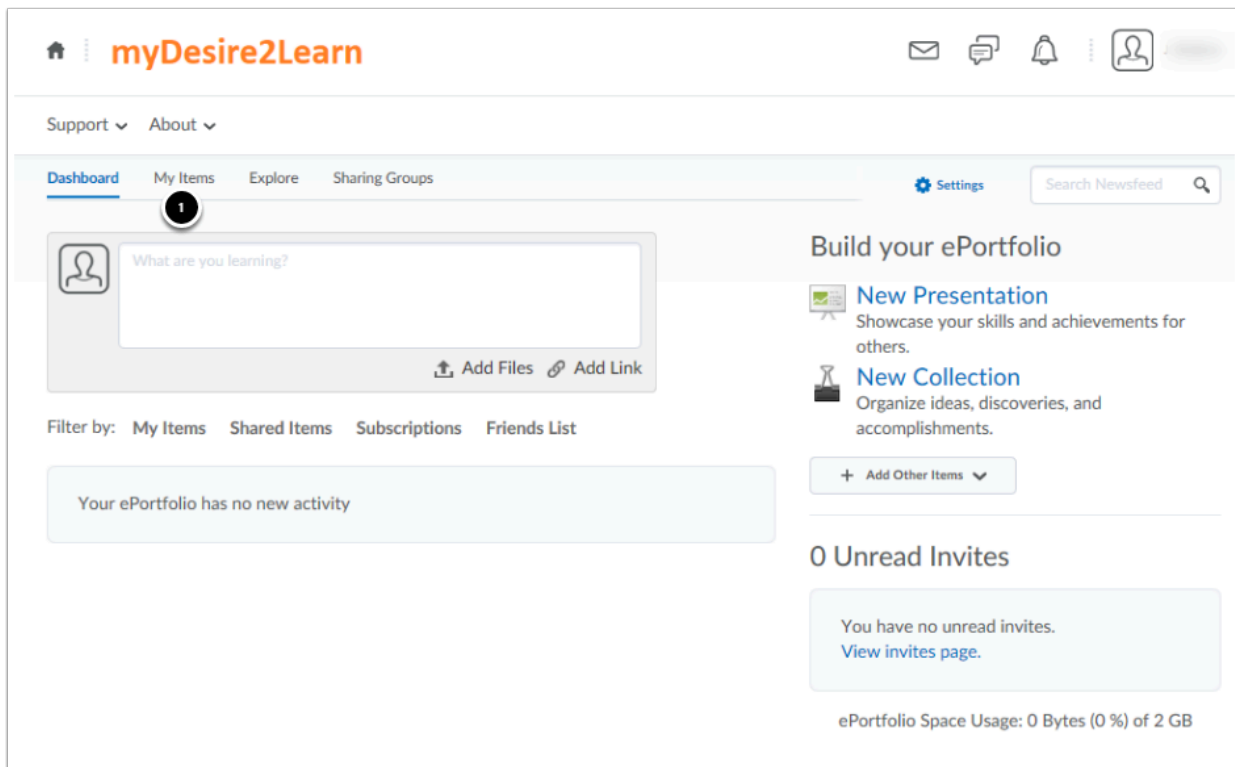 myDesire2Learn
Support About
Dashboard My Items Explore Sharing Groups Settings Search Newsfeed
1
What are you learning?
Add Files Add Link
Filter by: My Items Shared Items Subscriptions Friends List
Your ePortfolio has no new activity
Build your ePortfolio
New Presentation
Showcase your skills and achievements for
others.
New Collection
Organize ideas, discoveries, and
accomplishments.
+ Add Other Items
0 Unread Invites
You have no unread invites.
View invites page.
ePortfolio Space Usage: 0 Bytes (0 %) of 2 GB